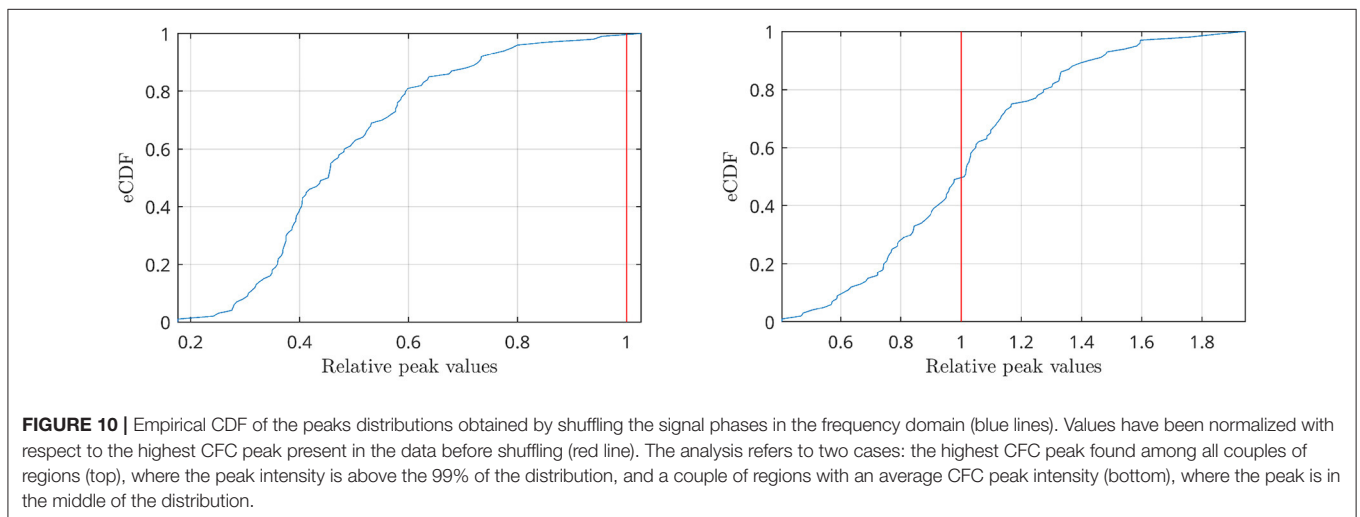 1
0.8
0.6
0.4
0.2
0
eCDF
0.2 0.4 0.6 0.8 1
Relative peak values
1
0.8
0.6
0.4
0.2
0
eCDF
0.6 0.8 1 1.2 1.4 1.6 1.8
Relative peak values
FIGURE 10 | Empirical CDF of the peaks distributions obtained by shuffling the signal phases in the frequency domain (blue lines). Values have been normalized with
respect to the highest CFC peak present in the data before shuffling (red line). The analysis refers to two cases: the highest CFC peak found among all couples of
regions (top), where the peak intensity is above the 99% of the distribution, and a couple of regions with an average CFC peak intensity (bottom), where the peak is in
the middle of the distribution.